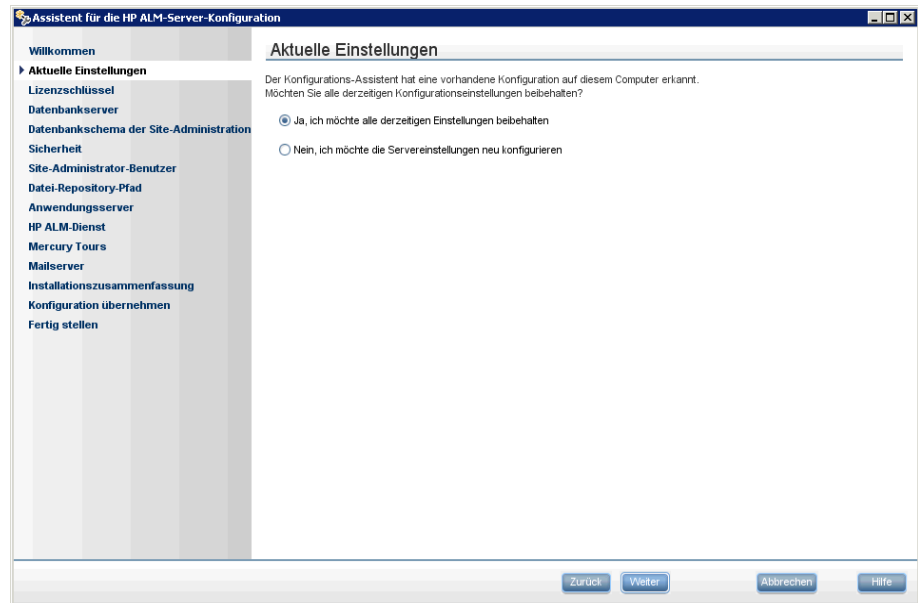 Assistent für die HP ALM-Server-Konfiguration
Willkommen
Aktuelle Einstellungen
Lizenzschlüssel
Datenbankserver
Datenbankschema der Site-Administration
Sicherheit
Site-Administrator-Benutzer
Datei-Repository-Pfad
Anwendungsserver
HP ALM-Dienst
Mercury Tours
Mailserver
Installationszusammenfassung
Konfiguration übernehmen
Fertig stellen
Aktuelle Einstellungen
Der Konfigurations-Assistent hat eine vorhandene Konfiguration auf diesem Computer erkannt.
Möchten Sie alle derzeitigen Konfigurationseinstellungen beibehalten?
Ja, ich möchte alle derzeitigen Einstellungen beibehalten
Nein, ich möchte die Servereinstellungen neu konfigurieren
Zurück Weiter Abbrechen Hilfe